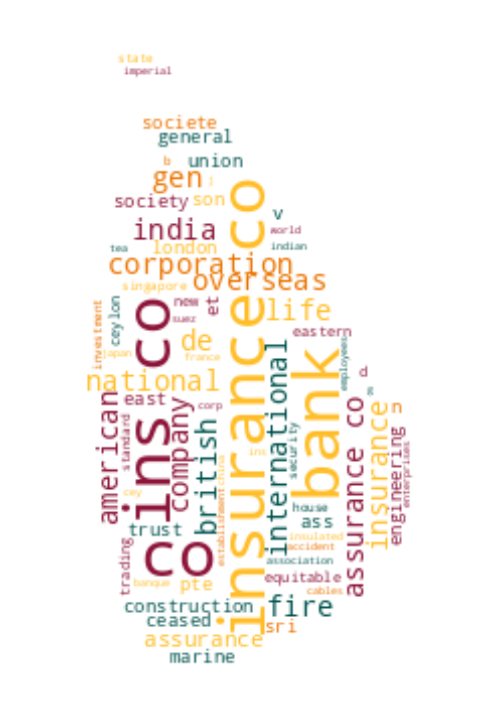 state
imperial
societe
general
b
union
gen
j
society
son
co
v
india
world
tea
london
indian
corporation
overseas
singapore
investment
ceylon
new
et
life
suez
co
eastern
japan
de
france
employees
national
d
american
east
corp
ins
company
standard
british
insurance
international
bank
security
assurance co
insurance
n
engineering
enterprises
ins
china
cey
establishment
house
trust
ass
insulated
accident
co
trading
association
banque
pte
equitable
cables
construction
fire
ceased
sri
assurance
marine